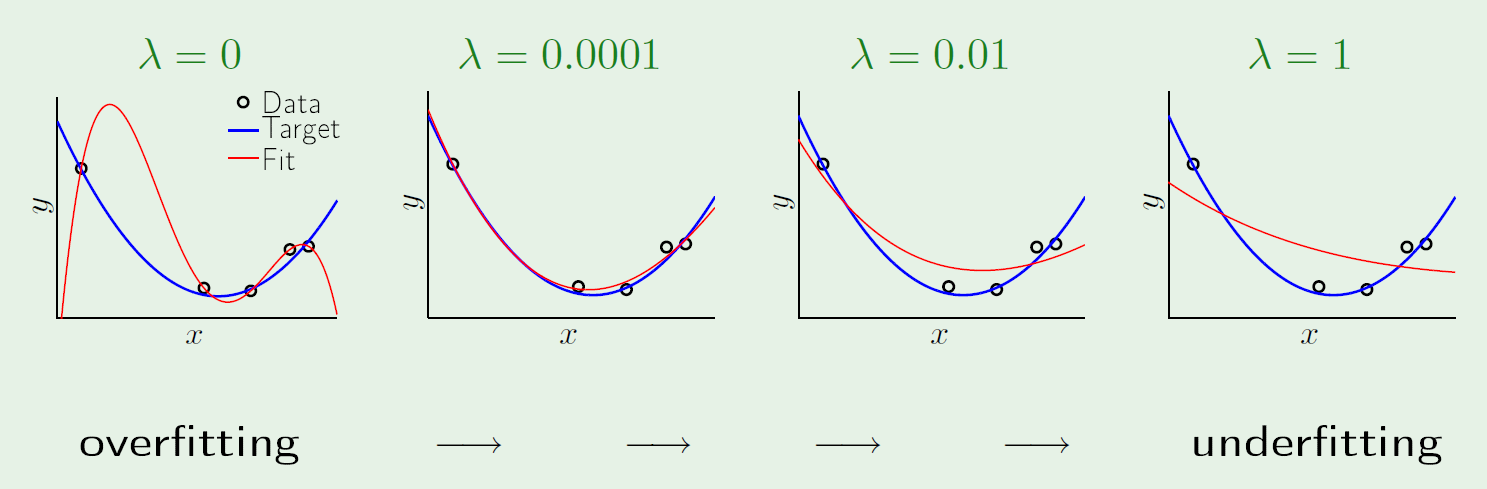 λ = 0
λ = 0.0001
λ = 0.01
λ = 1
Data
Target
Fit
y
x
y
x
y
x
y
x
overfitting → → → → underfitting